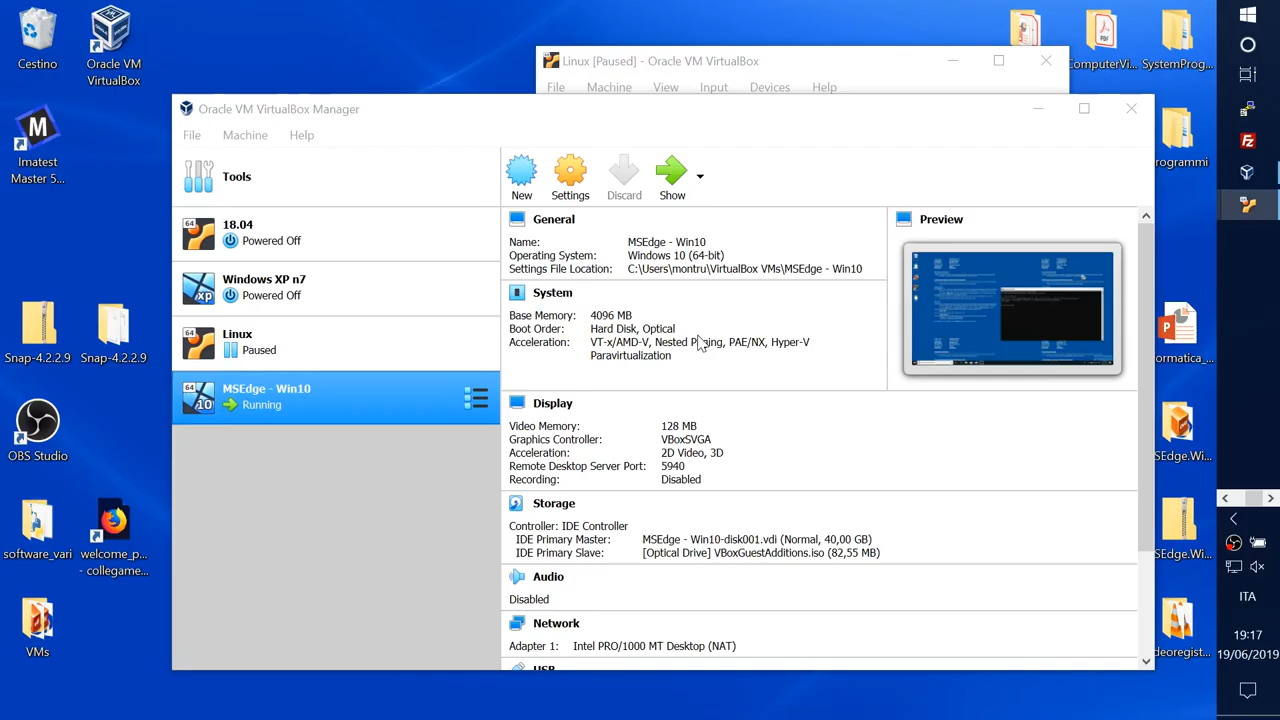 Cestino
Oracle VM
VirtualBox
Imatest
Master 5...
Snap-4.2.2.9
Snap-4.2.2.9
OBS Studio
software_vari
welcome_p...
- collegame...
VMs
Linux [Paused] - Oracle VM VirtualBox
File Machine View Input Devices Help
Oracle VM VirtualBox Manager
File Machine Help
Tools
New Settings Discard Show
64
18.04
Powered Off
XP
Windows XP n7
Powered Off
64
Linux
Paused
64
10
MSEdge - Win10
Running
General
Name: MSEdge - Win10
Operating System: Windows 10 (64-bit)
Settings File Location: C:\Users\montru\VirtualBox VMs\MSEdge - Win10
System
Base Memory: 4096 MB
Boot Order: Hard Disk, Optical
Acceleration: VT-x/AMD-V, Nested Paging, PAE/NX, Hyper-V
Paravirtualization
Preview
Display
Video Memory: 128 MB
Graphics Controller: VBoxSVGA
Acceleration: 2D Video, 3D
Remote Desktop Server Port: 5940
Recording: Disabled
Storage
Controller: IDE Controller
IDE Primary Master: MSEdge - Win10-disk001.vdi (Normal, 40,00 GB)
IDE Primary Slave: [Optical Drive] VBoxGuestAdditions.iso (82,55 MB)
Audio
Disabled
Network
Adapter 1: Intel PRO/1000 MT Desktop (NAT)
USB
PDF
ComputerVi...
SystemProg...
rogrammi
ormatica_...
SEdge.Wi...
SEdge.Wi...
deoregist...
ITA
19:17
19/06/2019